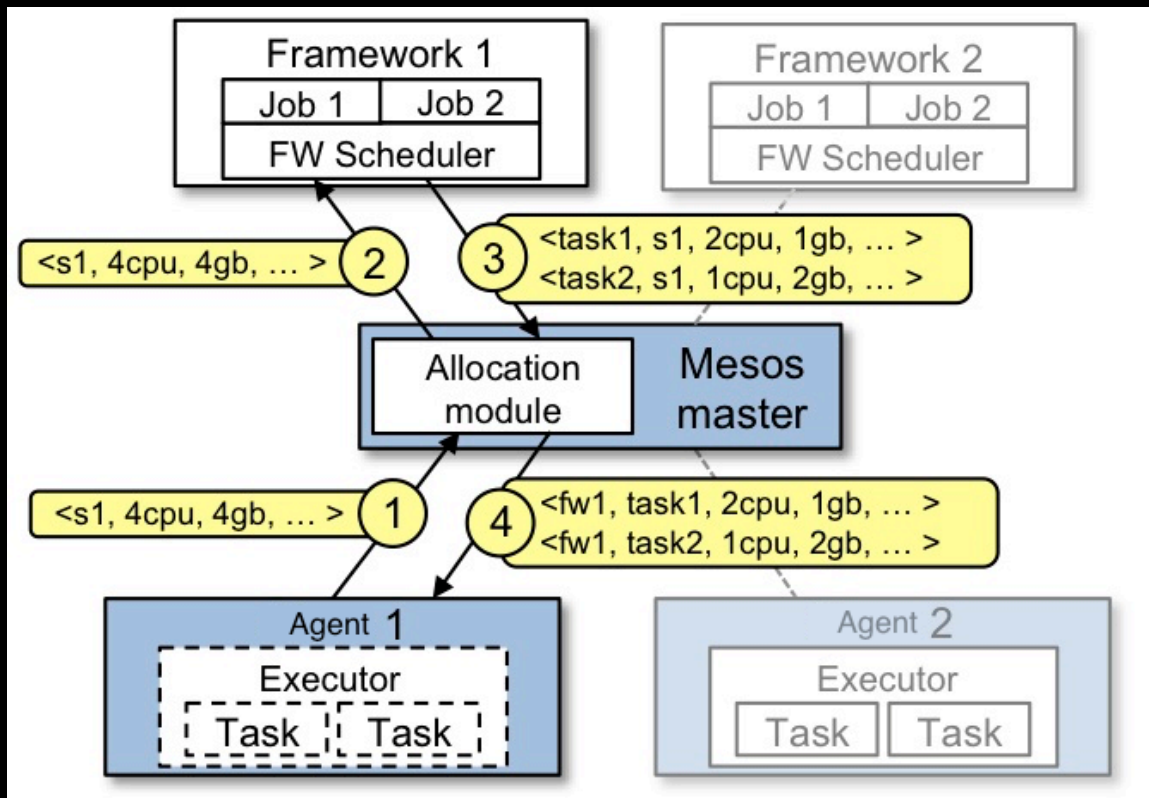 Framework 1
Job 1
Job 2
FW Scheduler
Framework 2
Job 1
Job 2
FW Scheduler
<s1, 4cpu, 4gb, … >
2
3
<task1, s1, 2cpu, 1gb, … >
<task2, s1, 1cpu, 2gb, … >
Allocation
module
Mesos
master
<s1, 4cpu, 4gb, … >
1
4
<fw1, task1, 2cpu, 1gb, … >
<fw1, task2, 1cpu, 2gb, … >
Agent 1
Executor
Task
Task
Agent 2
Executor
Task
Task